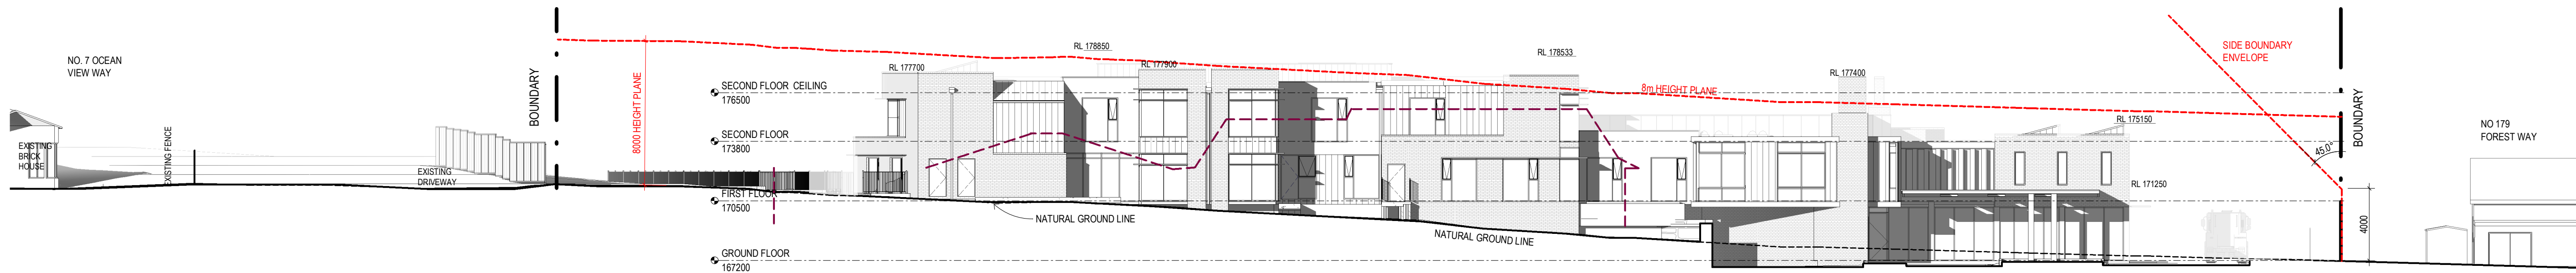 NO. 7 OCEAN
VIEW WAY
EXISTING
BRICK
HOUSE
EXISTING FENCE
EXISTING
DRIVEWAY
BOUNDARY
8000 HEIGHT PLANE
SECOND FLOOR CEILING
176500
SECOND FLOOR
173800
FIRST FLOOR
170500
GROUND FLOOR
167200
RL 177700
RL 178850
RL 177900
RL 178533
8m HEIGHT PLANE
RL 177400
RL 175150
RL 171250
NATURAL GROUND LINE
NATURAL GROUND LINE
SIDE BOUNDARY
ENVELOPE
45.0°
BOUNDARY
4000
NO 179
FOREST WAY